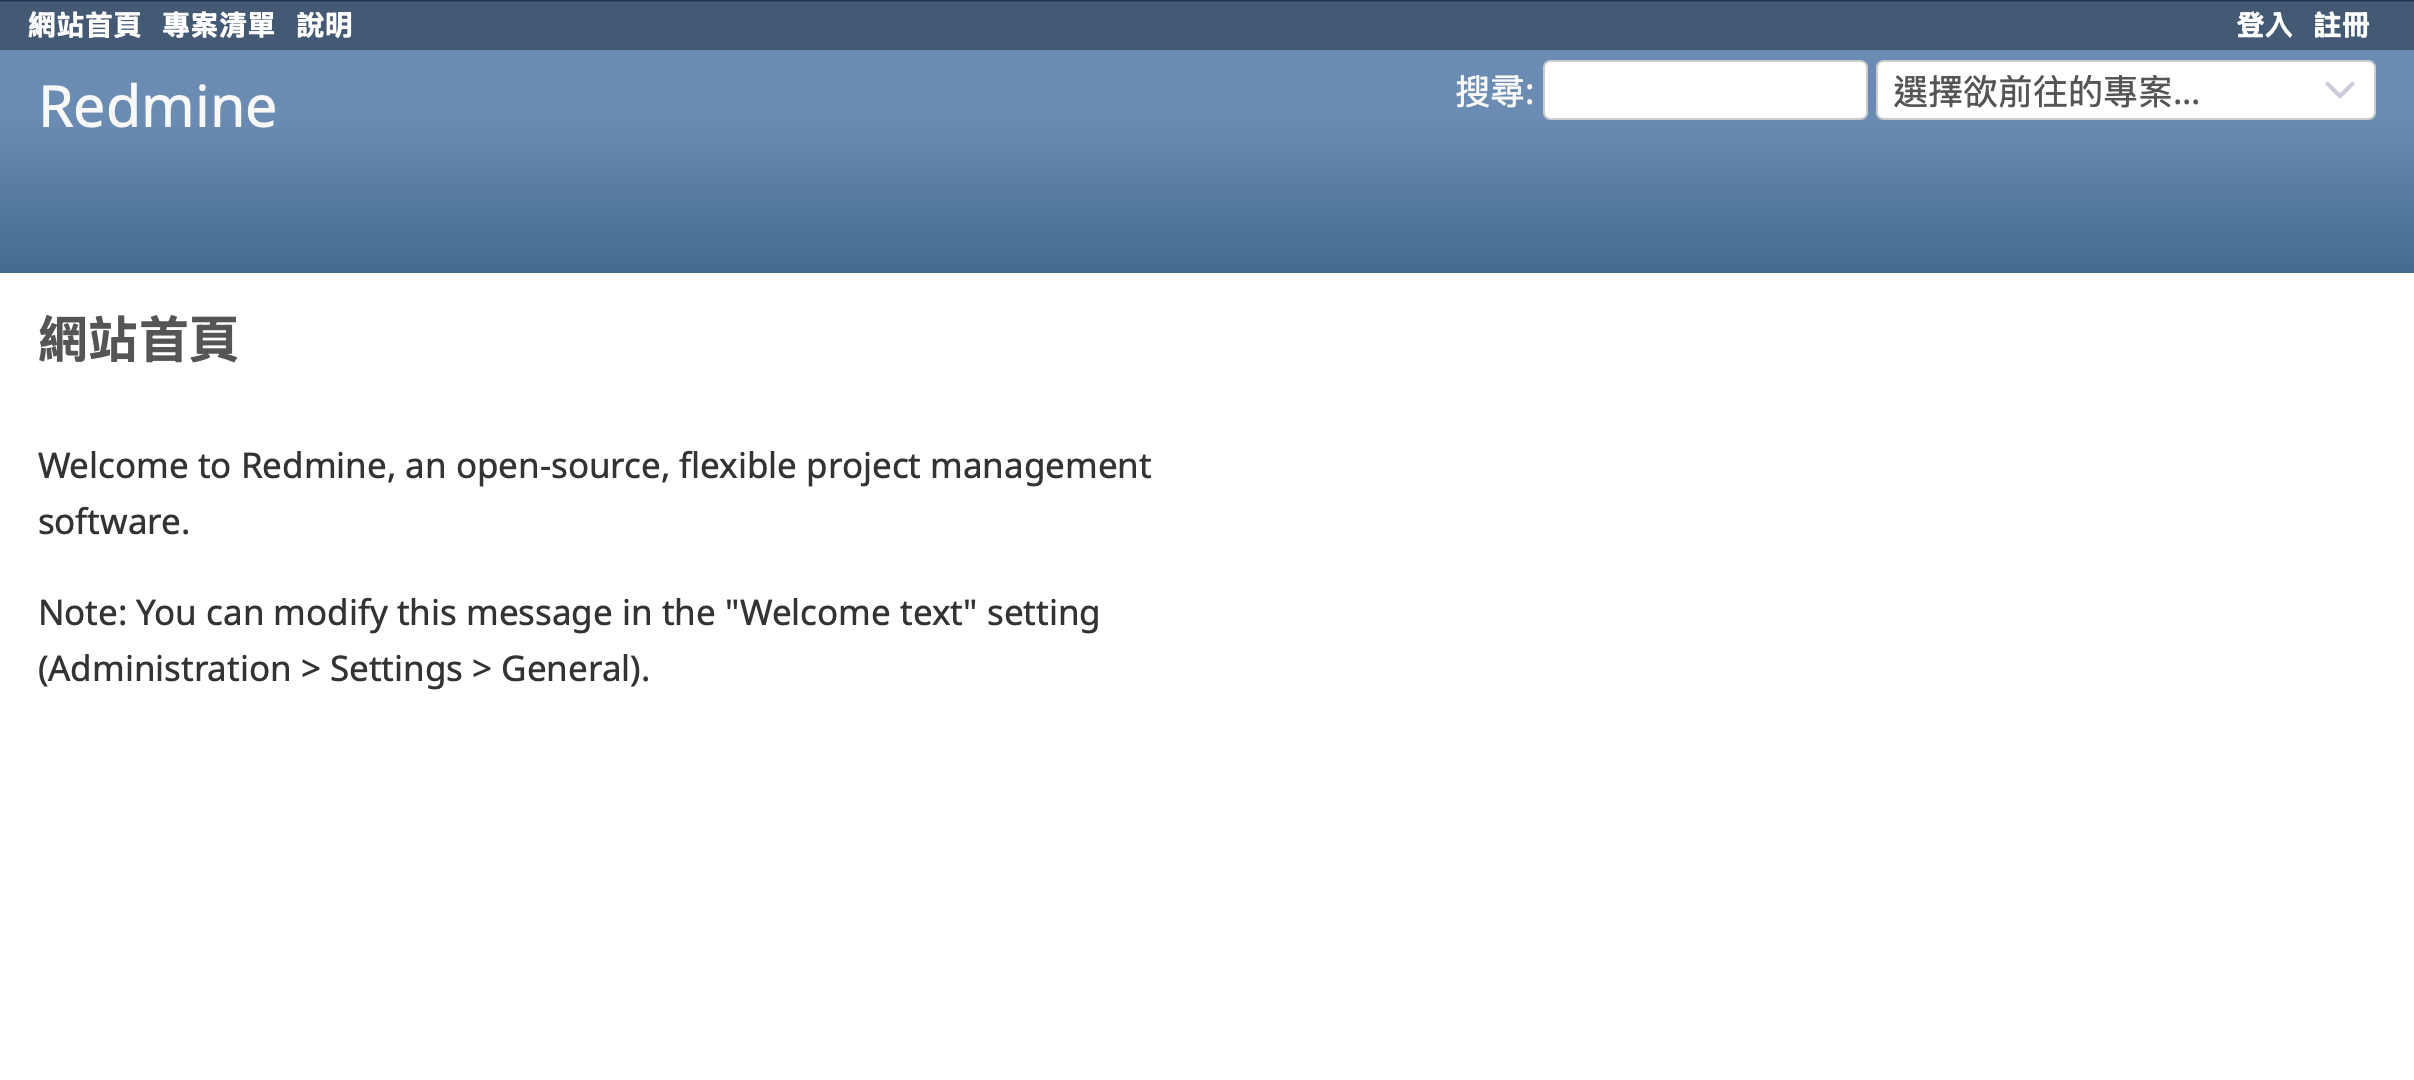 網站首頁 專案清單 說明 登入 註冊
Redmine 搜尋: 選擇欲前往的專案...
網站首頁
Welcome to Redmine, an open-source, flexible project management
software.
Note: You can modify this message in the "Welcome text" setting
(Administration > Settings > General).